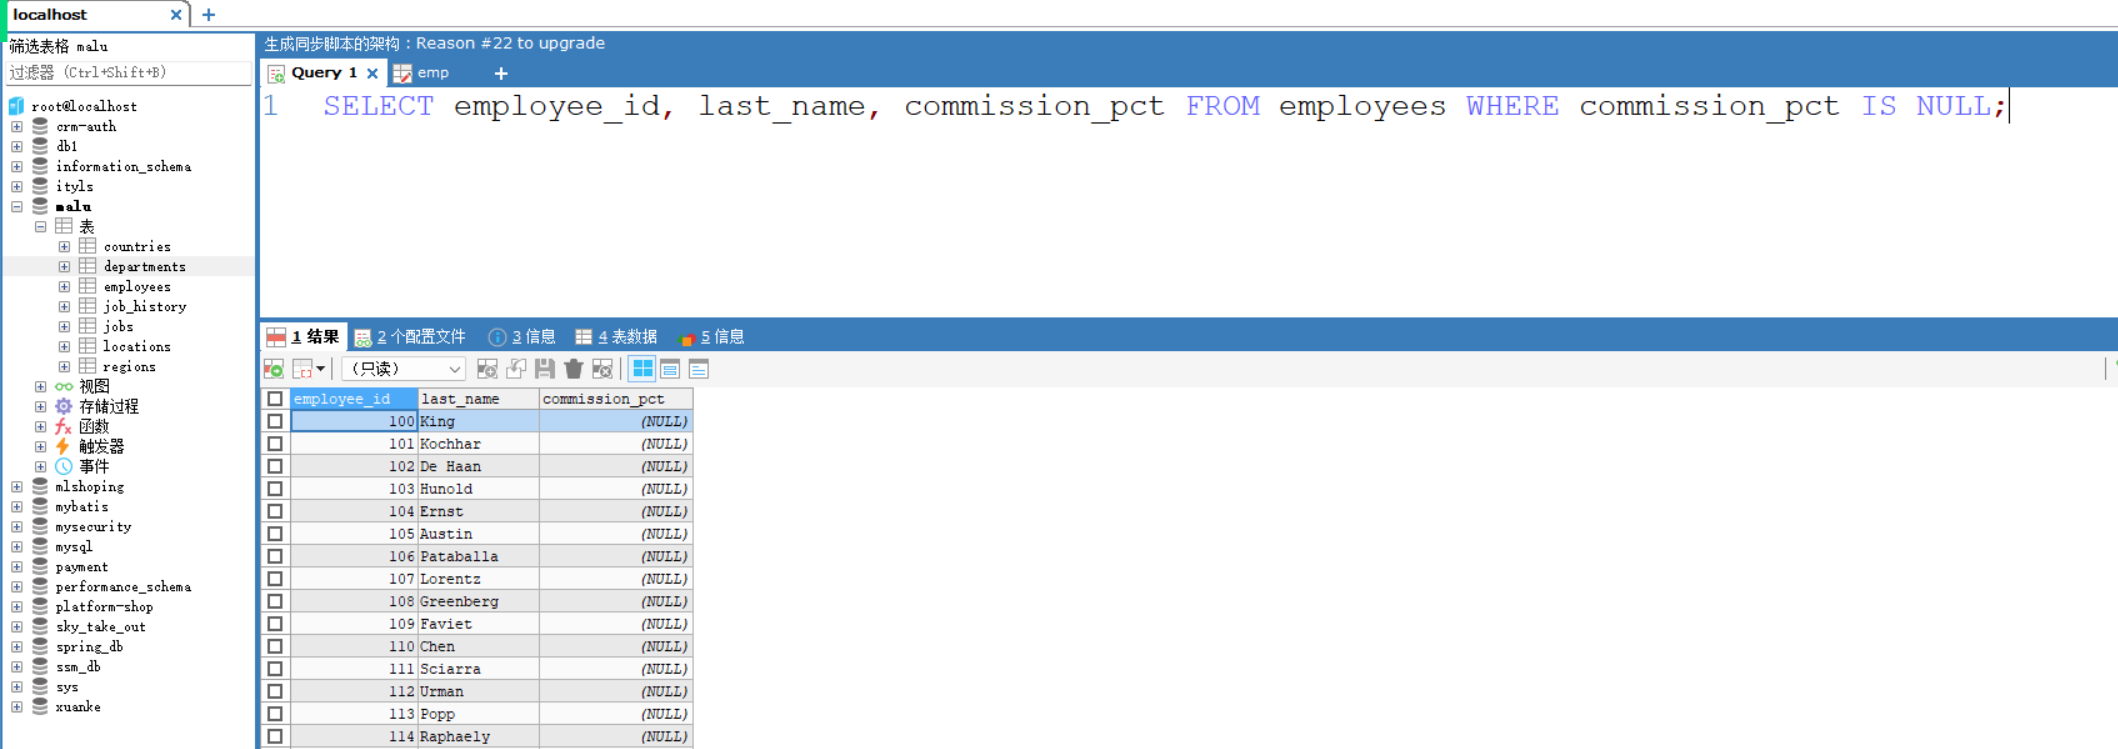 localhost
筛选表格 malu
过滤器 (Ctrl+Shift+B)
root@localhost
crm-auth
db1
information_schema
ityls
malu
表
countries
departments
employees
job_history
jobs
locations
regions
视图
存储过程
函数
触发器
事件
mlshoping
mybatis
mysecurity
mysql
payment
performance_schema
platform-shop
sky_take_out
spring_db
ssm_db
sys
xuanke
生成同步脚本的架构：Reason #22 to upgrade
Query 1 emp
1 SELECT employee_id, last_name, commission_pct FROM employees WHERE commission_pct IS NULL;
1 结果 2 个配置文件 3 信息 4 表数据 5 信息
(只读)
employee_id last_name commission_pct
100 King (NULL)
101 Kochhar (NULL)
102 De Haan (NULL)
103 Hunold (NULL)
104 Ernst (NULL)
105 Austin (NULL)
106 Pataballa (NULL)
107 Lorentz (NULL)
108 Greenberg (NULL)
109 Faviet (NULL)
110 Chen (NULL)
111 Sciarra (NULL)
112 Urman (NULL)
113 Popp (NULL)
114 Raphaely (NULL)